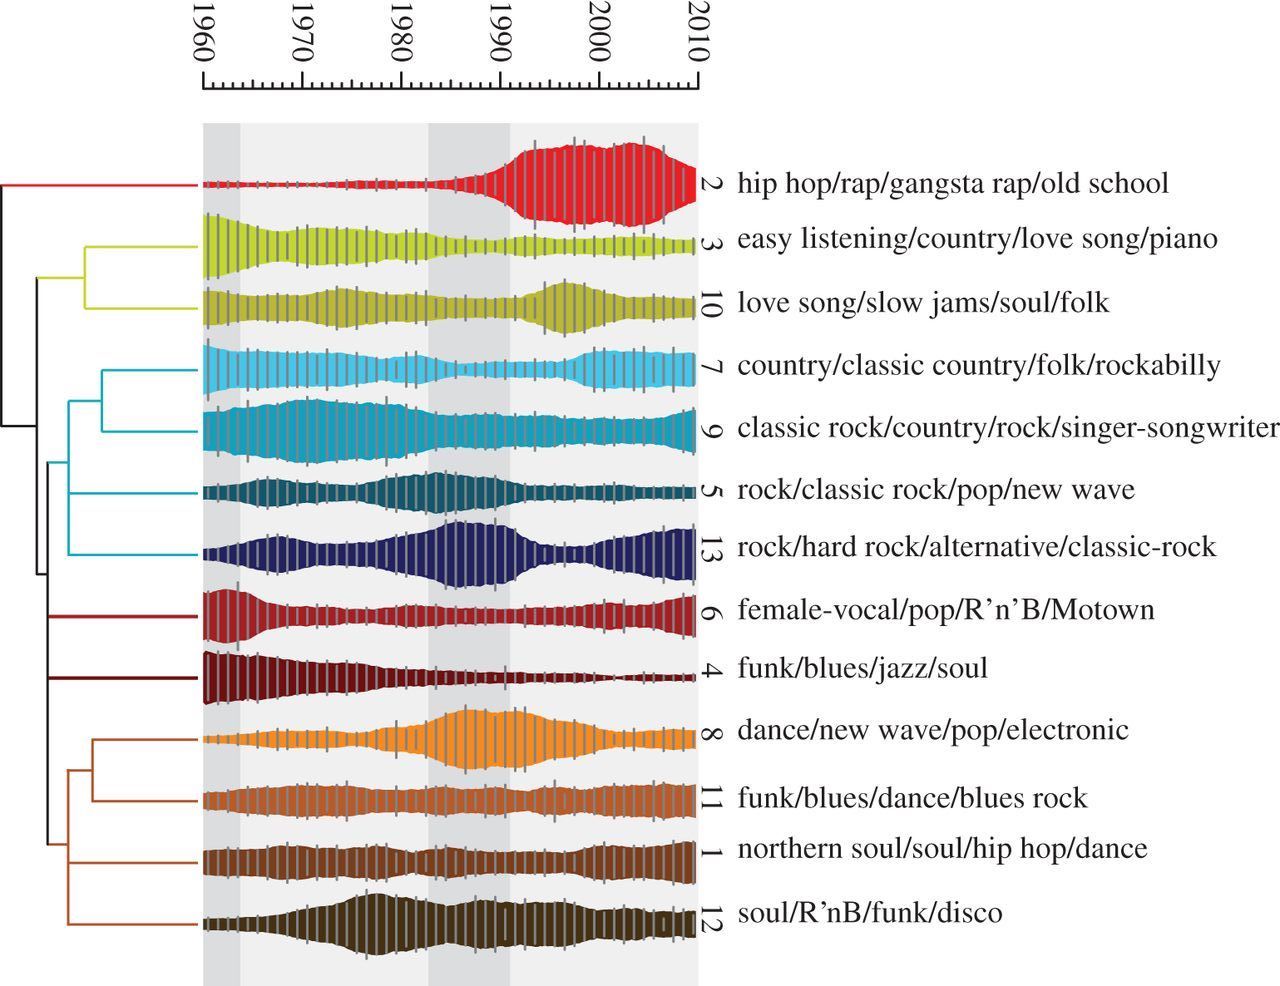 1960 1970 1980 1990 2000 2010
2 hip hop/rap/gangsta rap/old school
3 easy listening/country/love song/piano
10 love song/slow jams/soul/folk
7 country/classic country/folk/rockabilly
9 classic rock/country/rock/singer-songwriter
5 rock/classic rock/pop/new wave
13 rock/hard rock/alternative/classic-rock
6 female-vocal/pop/R’n’B/Motown
4 funk/blues/jazz/soul
8 dance/new wave/pop/electronic
11 funk/blues/dance/blues rock
1 northern soul/soul/hip hop/dance
12 soul/R’nB/funk/disco